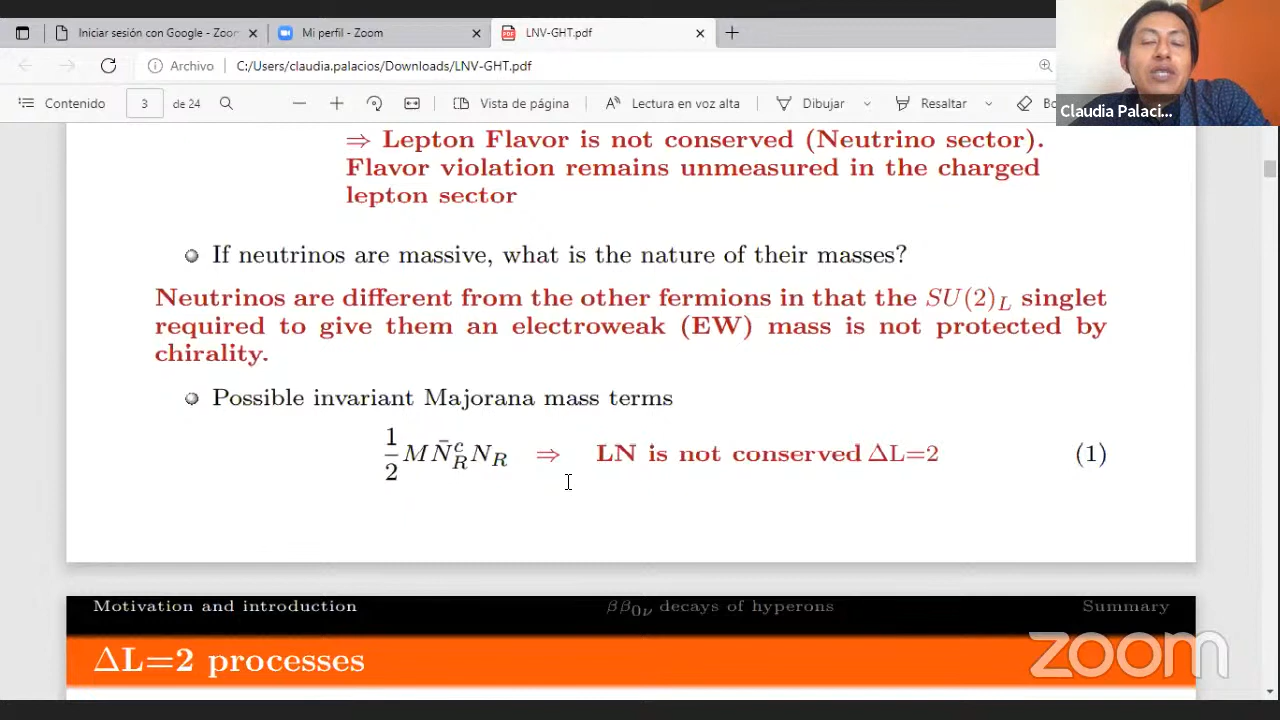 Iniciar sesión con Google - Zoom
Mi perfil - Zoom
LNV-GHT.pdf
Archivo
C:/Users/claudia.palacios/Downloads/LNV-GHT.pdf
Contenido
3
de 24
Vista de página
Lectura en voz alta
Dibujar
Resaltar
Claudia Palaci...
⇒ Lepton Flavor is not conserved (Neutrino sector).
Flavor violation remains unmeasured in the charged
lepton sector
If neutrinos are massive, what is the nature of their masses?
Neutrinos are different from the other fermions in that the SU(2)_L singlet
required to give them an electroweak (EW) mass is not protected by
chirality.
Possible invariant Majorana mass terms
1/2 M N̄_R^c N_R ⇒ LN is not conserved ΔL=2 (1)
Motivation and introduction
ββ_0ν decays of hyperons
Summary
ΔL=2 processes
zoom